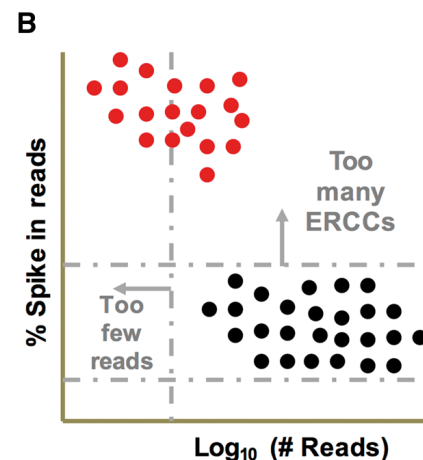 B
% Spike in reads
Too
many
ERCCs
Too
few
reads
Log₁₀ (# Reads)